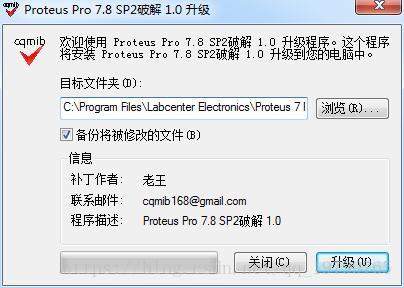 Proteus Pro 7.8 SP2破解 1.0 升级
cqmib
欢迎使用 Proteus Pro 7.8 SP2破解 1.0 升级程序。这个程序
将安装 Proteus Pro 7.8 SP2破解 1.0 升级到您的电脑中。
目标文件夹(D):
C:\Program Files\Labcenter Electronics\Proteus 7
浏览(R)...
备份将被修改的文件(B)
信息
补丁作者: 老王
联系邮件: cqmib168@gmail.com
程序描述: Proteus Pro 7.8 SP2破解 1.0
关闭(C)
升级(U)